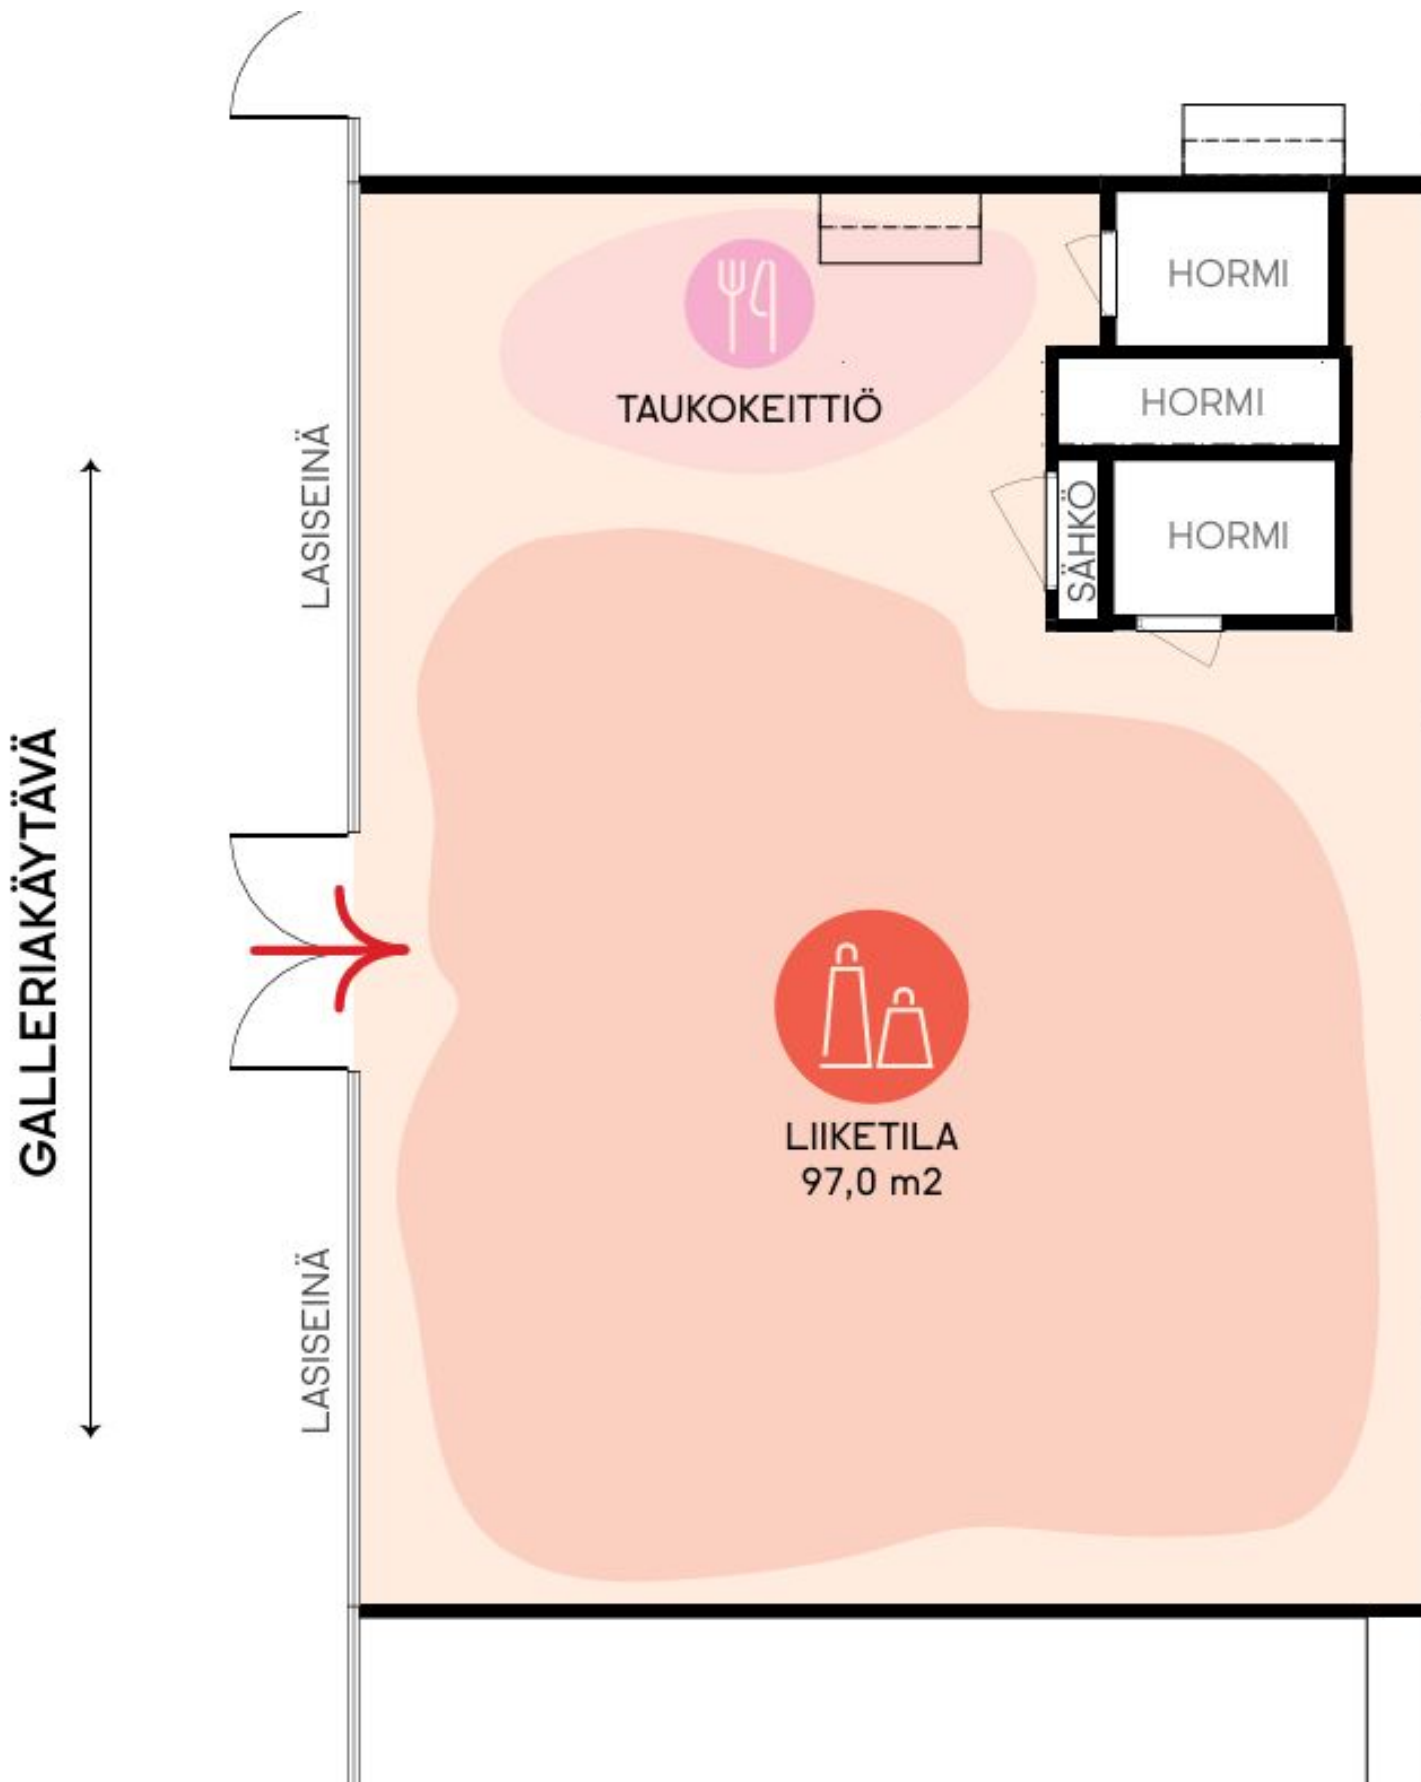 HORMI
TAUKOKEITTIÖ
HORMI
LASISEINÄ
SÄHKÖ
HORMI
GALLERIAKÄYTÄVÄ
LIIKETILA
97,0 m2
LASISEINÄ